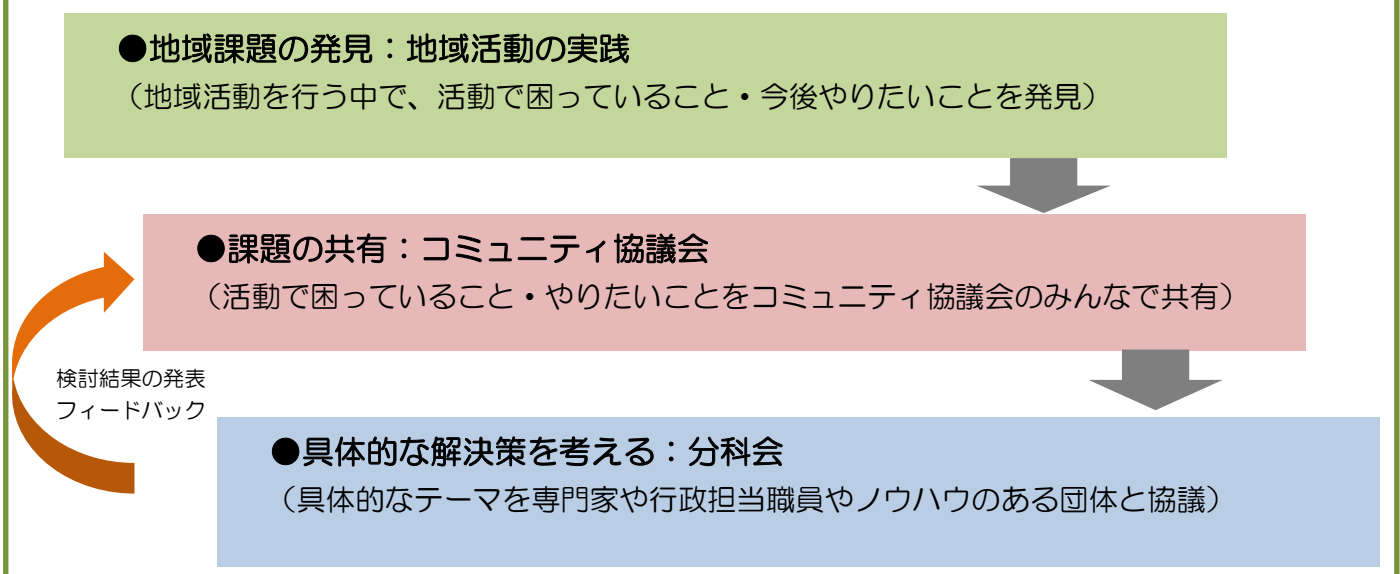 ●地域課題の発見：地域活動の実践
（地域活動を行う中で、活動で困っていること・今後やりたいことを発見）
●課題の共有：コミュニティ協議会
（活動で困っていること・やりたいことをコミュニティ協議会のみんなで共有）
検討結果の発表
フィードバック
●具体的な解決策を考える：分科会
（具体的なテーマを専門家や行政担当職員やノウハウのある団体と協議）